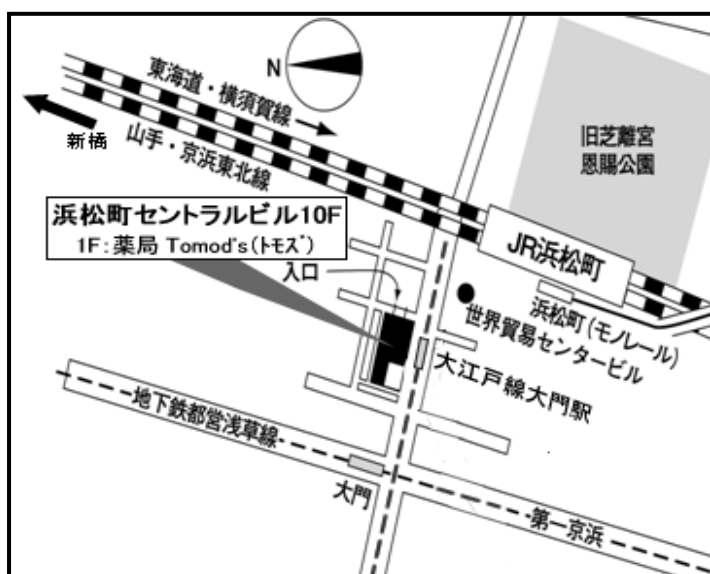 N
東海道・横須賀線
新橋
山手・京浜東北線
旧芝離宮
恩賜公園
浜松町セントラルビル10F
1F:薬局 Tomod's(トモズ)
JR浜松町
入口
浜松町(モノレール)
世界貿易センタービル
大江戸線大門駅
地下鉄都営浅草線
大門
第一京浜